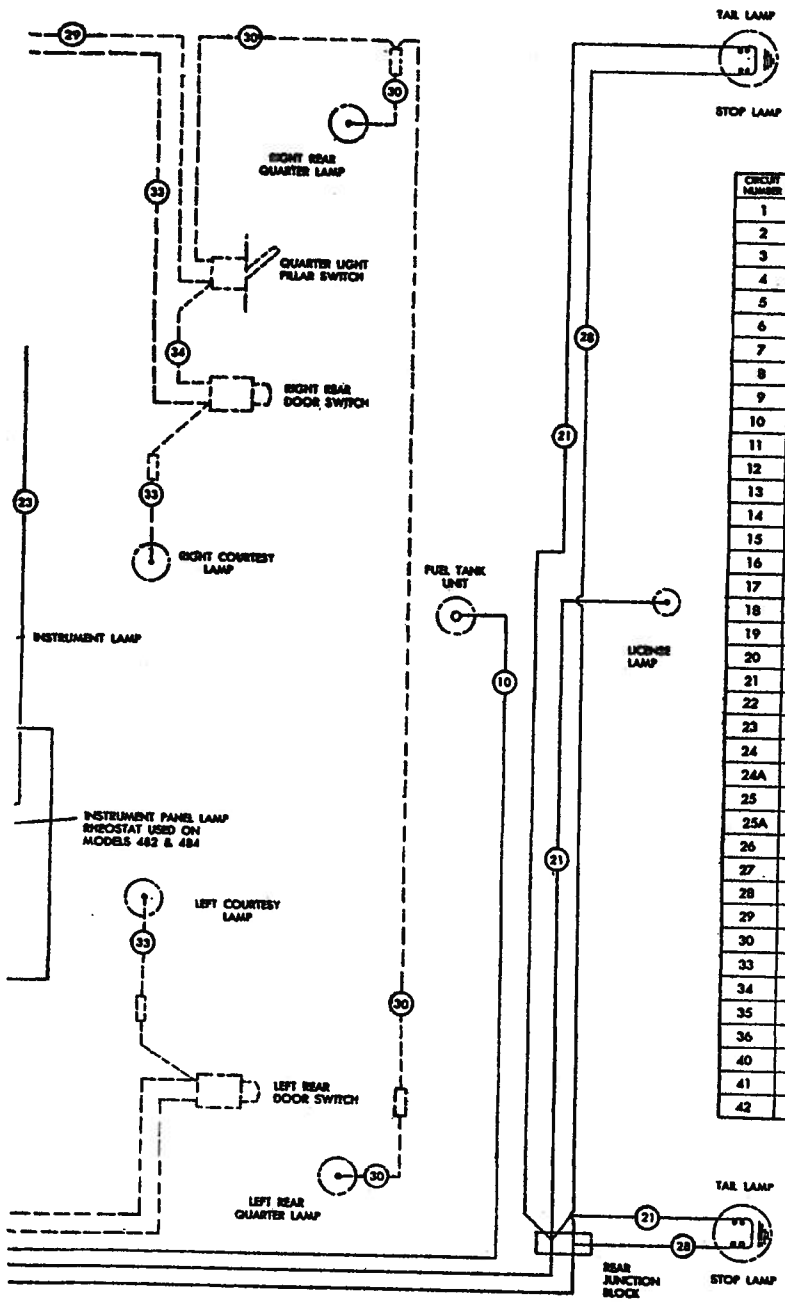 TAIL LAMP
29
30
30
STOP LAMP
RIGHT REAR
QUARTER LAMP
33
QUARTER LIGHT
PILLAR SWITCH
34
28
RIGHT REAR
DOOR SWITCH
21
33
23
RIGHT COURTESY
LAMP
FUEL TANK
UNIT
INSTRUMENT LAMP
LICENSE
LAMP
10
INSTRUMENT PANEL LAMP
RHEOSTAT USED ON
MODELS 482 & 484
21
LEFT COURTESY
LAMP
33
30
LEFT REAR
DOOR SWITCH
30
LEFT REAR
QUARTER LAMP
TAIL LAMP
21
28
REAR
JUNCTION
BLOCK
STOP LAMP
CIRCUIT
NUMBER
1
2
3
4
5
6
7
8
9
10
11
12
13
14
15
16
17
18
19
20
21
22
23
24
24A
25
25A
26
27
28
29
30
33
34
35
36
40
41
42